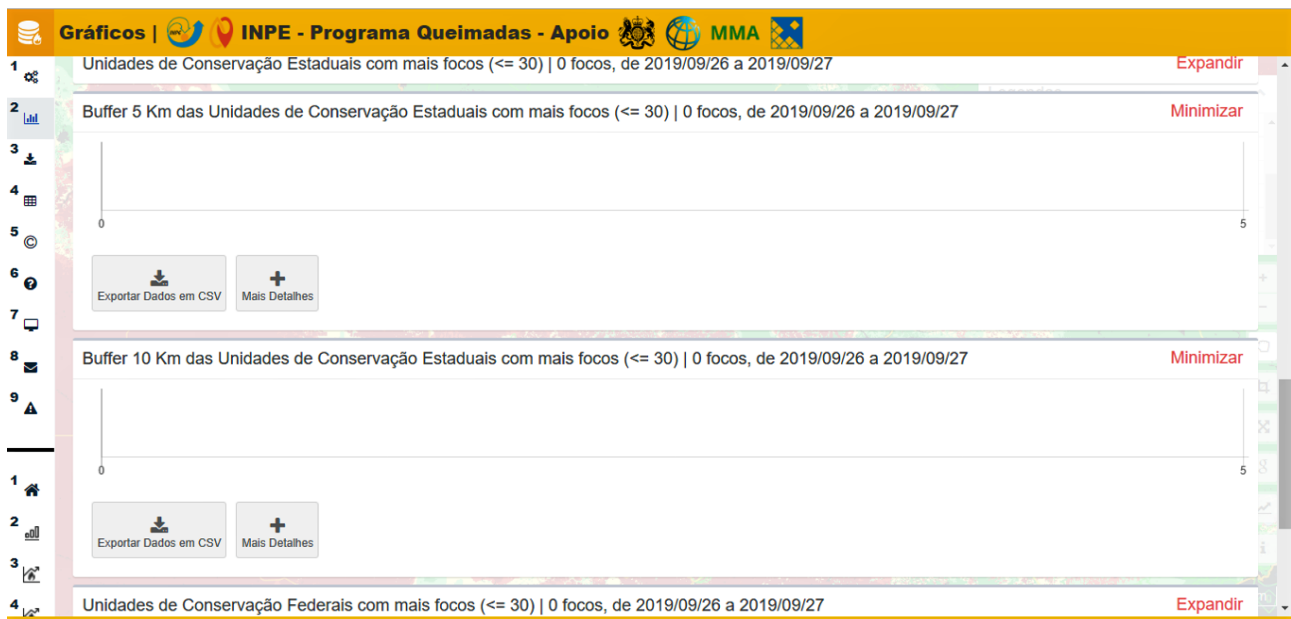 Gráficos | INPE - Programa Queimadas - Apoio MMA
1
Unidades de Conservação Estaduais com mais focos (<= 30) | 0 focos, de 2019/09/26 a 2019/09/27 Expandir
2
Buffer 5 Km das Unidades de Conservação Estaduais com mais focos (<= 30) | 0 focos, de 2019/09/26 a 2019/09/27 Minimizar
3
4
5
0 5
6
Exportar Dados em CSV Mais Detalhes
7
8
Buffer 10 Km das Unidades de Conservação Estaduais com mais focos (<= 30) | 0 focos, de 2019/09/26 a 2019/09/27 Minimizar
9
0 5
1
2
Exportar Dados em CSV Mais Detalhes
3
4
Unidades de Conservação Federais com mais focos (<= 30) | 0 focos, de 2019/09/26 a 2019/09/27 Expandir